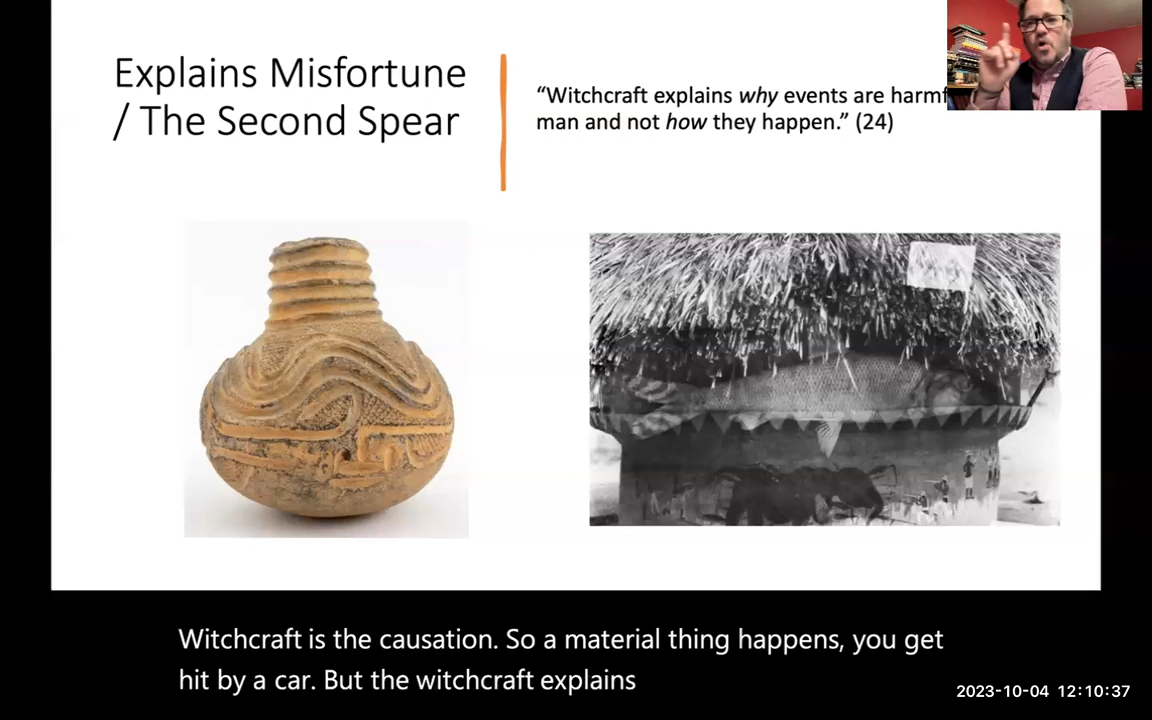 Explains Misfortune
/ The Second Spear
“Witchcraft explains why events are harmf
man and not how they happen.” (24)
Witchcraft is the causation. So a material thing happens, you get
hit by a car. But the witchcraft explains
2023-10-04 12:10:37